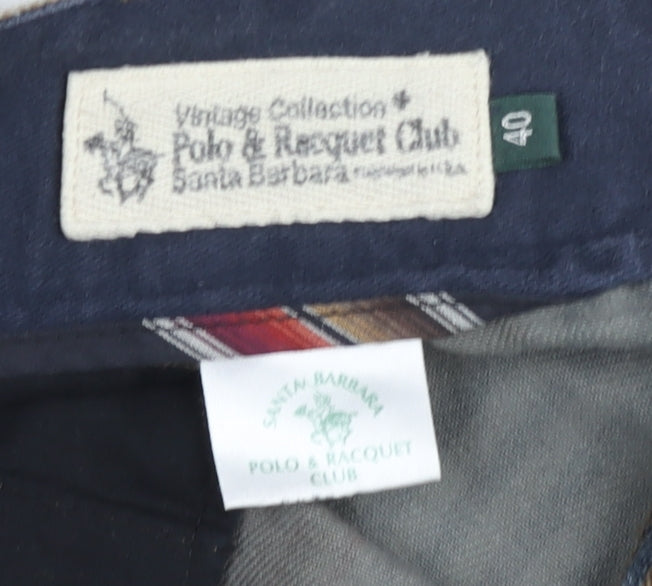 Vintage Collection
Polo & Racquet Club
Santa Barbara
40
SANTA BARBARA
POLO & RACQUET
CLUB